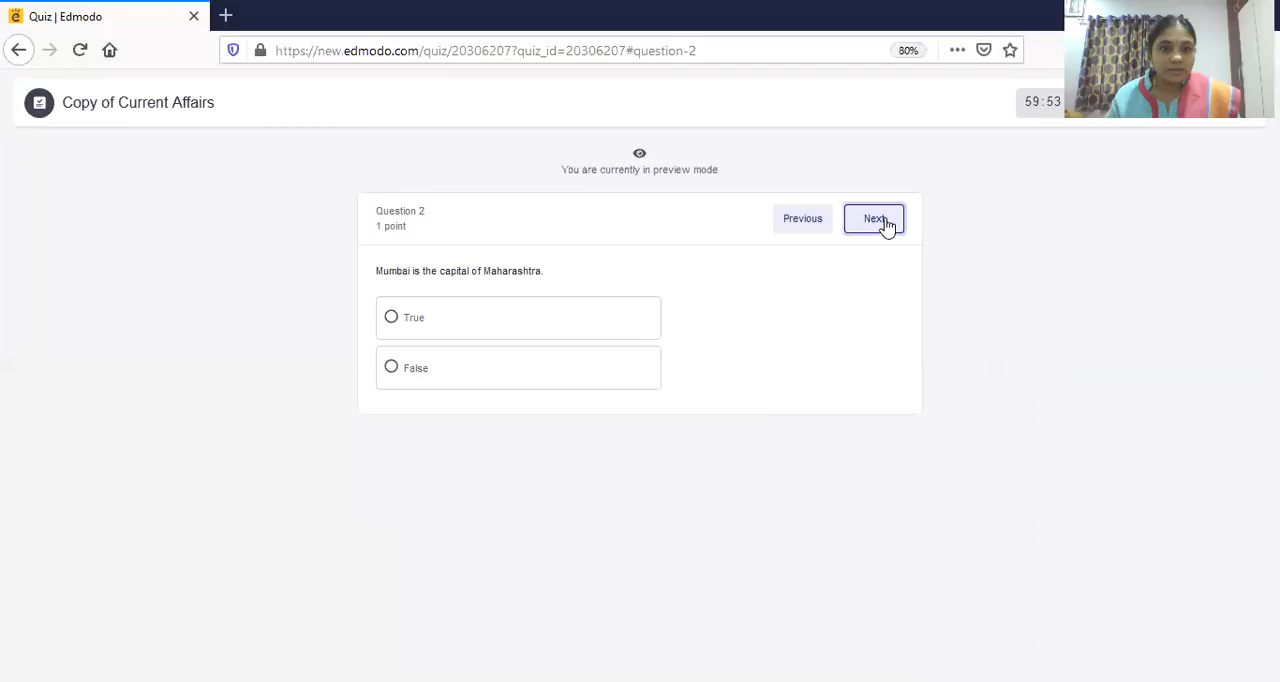 Quiz | Edmodo
https://new.edmodo.com/quiz/20306207?quiz_id=20306207#question-2
80%
Copy of Current Affairs
59:53
You are currently in preview mode
Question 2
1 point
Previous
Next
Mumbai is the capital of Maharashtra.
True
False